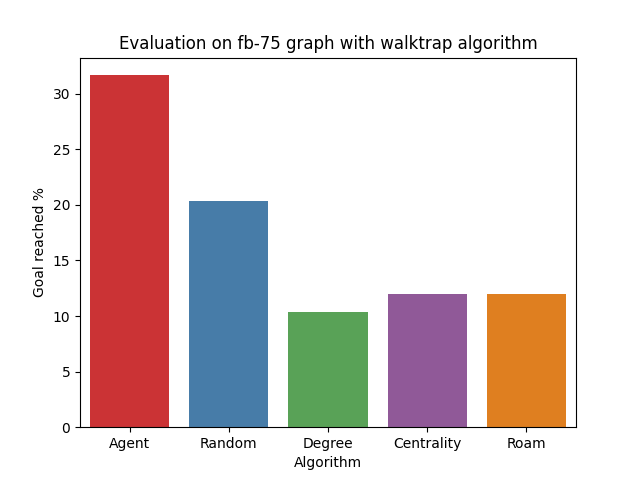 Evaluation on fb-75 graph with walktrap algorithm
Goal reached %
30
25
20
15
10
5
0
Agent Random Degree Centrality Roam
Algorithm